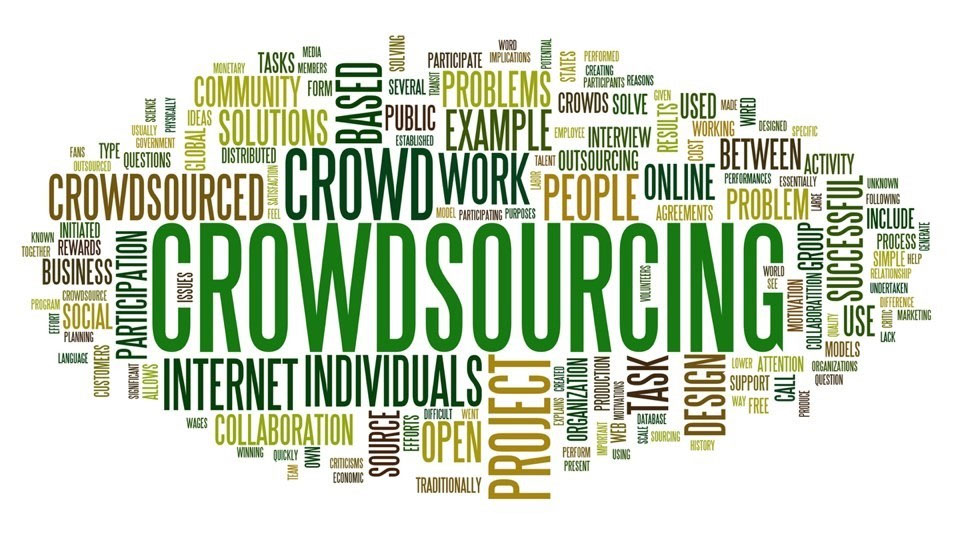 MEDIA
WORD
IMPLICATIONS
POTENTIAL
SOLVING
TASKS
MEMBERS
PARTICIPATE
STATES
PERFORMED
MONETARY
BASED
TRANSIT
CREATING
PARTICIPANTS
REASONS
COMMUNITY
FORM
SEVERAL
PROBLEMS
CROWDS
SOLVE
GIVEN
USED
MADE
WIRED
SCIENCE
PHYSICALLY
IDEAS
SOLUTIONS
PUBLIC
EXAMPLE
EMPLOYEE
INTERVIEW
RESULTS
WORKING
DESIGNED
SPECIFIC
USUALLY
GOVERNMENT
GLOBAL
ESTABLISHED
COST
FANS
TYPE
QUESTIONS
DISTRIBUTED
TALENT
OUTSOURCING
BETWEEN
ACTIVITY
OUTSOURCED
SATISFACTION
CROWD
WORK
LABOR
PEOPLE
ONLINE
PERFORMANCES
ESSENTIALLY
UNKNOWN
CROWDSOURCED
FEEL
MODEL
PARTICIPATING
PURPOSES
AGREEMENTS
PROBLEM
LARGE
SUCCESSFUL
FOLLOWING
INCLUDE
KNOWN
INITIATED
TOGETHER
REWARDS
PARTICIPATION
CROWDSOURCING
GROUP
PROCESS
GENERATE
SIMPLE
HELP
BUSINESS
ISSUES
VOLUNTEERS
WORLD
SEE
MOTIVATION
COLLABORATITION
RELATIONSHIP
UNDERTAKEN
CROWDSOURCE
PROGRAM
EFFORT
SOCIAL
QUALITY
USE
CRITIC
DIFFERENCE
MARKETING
PLANNING
LACK
LANGUAGE
CUSTOMERS
SIGNIFICANT
ALLOWS
INTERNET
INDIVIDUALS
PROJECT
CREATED
EXPLAINS
ORGANIZATION
PRODUCTION
TASK
DESIGN
LOWER
ATTENTION
MODELS
ORGANIZATIONS
SUPPORT
CALL
QUESTION
WEB
MOTIVATIONS
WAY
FREE
PRODUCE
WAGES
COLLABORATION
SOURCE
EFFORTS
DIFFICULT
WENT
OPEN
IMPORTANT
SCALE
DATABASE
SOURCING
HISTORY
WINNING
QUICKLY
OWN
TEAM
CRITICISMS
ECONOMIC
PERFORM
PRESENT
USING
TRADITIONALLY